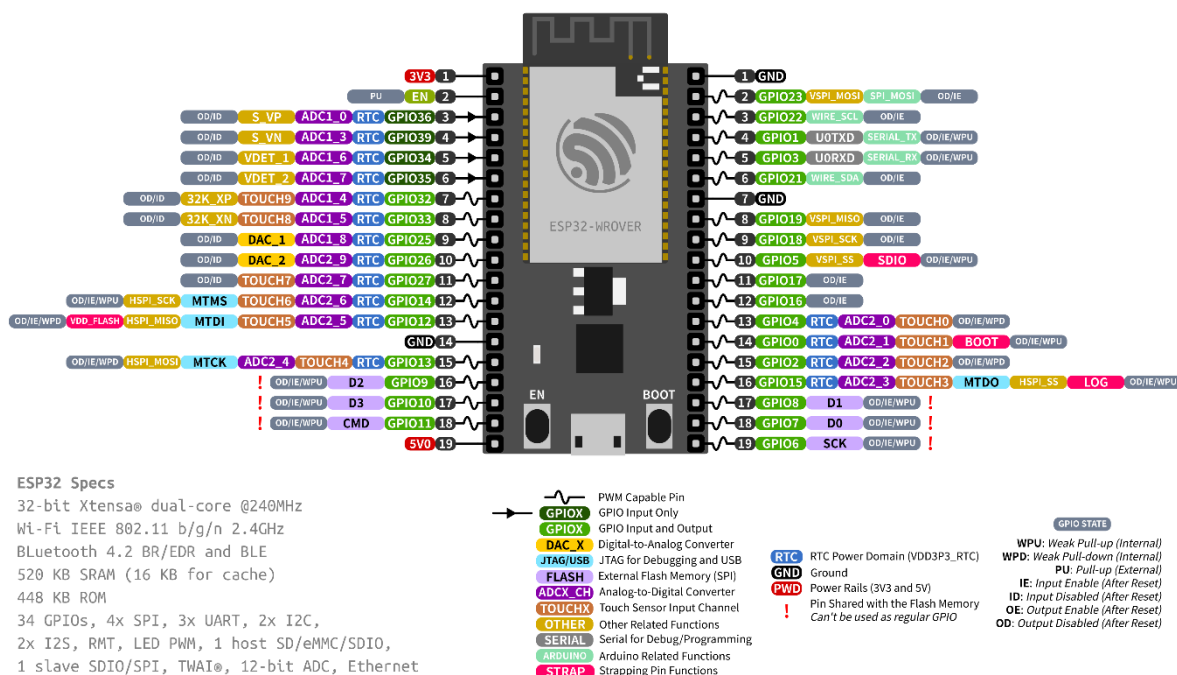 3V3 1
PU EN 2
OD/ID S_VP ADC1_0 RTC GPIO36 3
OD/ID S_VN ADC1_3 RTC GPIO39 4
OD/ID VDET_1 ADC1_6 RTC GPIO34 5
OD/ID VDET_2 ADC1_7 RTC GPIO35 6
OD/ID 32K_XP TOUCH9 ADC1_4 RTC GPIO32 7
OD/ID 32K_XN TOUCH8 ADC1_5 RTC GPIO33 8
OD/ID DAC_1 ADC1_8 RTC GPIO25 9
OD/ID DAC_2 ADC2_9 RTC GPIO26 10
OD/ID TOUCH7 ADC2_7 RTC GPIO27 11
OD/IE/WPU HSPI_SCK MTMS TOUCH6 ADC2_6 RTC GPIO14 12
OD/IE/WPD VDD_FLASH HSPI_MISO MTDI TOUCH5 ADC2_5 RTC GPIO12 13
GND 14
OD/IE/WPD HSPI_MOSI MTCK ADC2_4 TOUCH4 RTC GPIO13 15
! OD/IE/WPU D2 GPIO9 16
! OD/IE/WPU D3 GPIO10 17
! OD/IE/WPU CMD GPIO11 18
5V0 19
ESP32-WROVER
EN
BOOT
1 GND
2 GPIO23 VSPI_MOSI SPI_MOSI OD/IE
3 GPIO22 WIRE_SCL OD/IE
4 GPIO1 U0TXD SERIAL_TX OD/IE/WPU
5 GPIO3 U0RXD SERIAL_RX OD/IE/WPU
6 GPIO21 WIRE_SDA OD/IE
7 GND
8 GPIO19 VSPI_MISO OD/IE
9 GPIO18 VSPI_SCK OD/IE
10 GPIO5 VSPI_SS SDIO OD/IE/WPU
11 GPIO17 OD/IE
12 GPIO16 OD/IE
13 GPIO4 RTC ADC2_0 TOUCH0 OD/IE/WPD
14 GPIO0 RTC ADC2_1 TOUCH1 BOOT OD/IE/WPU
15 GPIO2 RTC ADC2_2 TOUCH2 OD/IE/WPD
16 GPIO15 RTC ADC2_3 TOUCH3 MTDO HSPI_SS LOG OD/IE/WPU
17 GPIO8 D1 OD/IE/WPU !
18 GPIO7 D0 OD/IE/WPU !
19 GPIO6 SCK OD/IE/WPU !
ESP32 Specs
32-bit Xtensa® dual-core @240MHz
Wi-Fi IEEE 802.11 b/g/n 2.4GHz
BLuetooth 4.2 BR/EDR and BLE
520 KB SRAM (16 KB for cache)
448 KB ROM
34 GPIOs, 4x SPI, 3x UART, 2x I2C,
2x I2S, RMT, LED PWM, 1 host SD/eMMC/SDIO,
1 slave SDIO/SPI, TWAI®, 12-bit ADC, Ethernet
PWM Capable Pin
GPIOX GPIO Input Only
GPIOX GPIO Input and Output
DAC_X Digital-to-Analog Converter
JTAG/USB JTAG for Debugging and USB
FLASH External Flash Memory (SPI)
ADCX_CH Analog-to-Digital Converter
TOUCHX Touch Sensor Input Channel
OTHER Other Related Functions
SERIAL Serial for Debug/Programming
ARDUINO Arduino Related Functions
STRAP Strapping Pin Functions
RTC RTC Power Domain (VDD3P3_RTC)
GND Ground
PWD Power Rails (3V3 and 5V)
! Pin Shared with the Flash Memory
Can't be used as regular GPIO
GPIO STATE
WPU: Weak Pull-up (Internal)
WPD: Weak Pull-down (Internal)
PU: Pull-up (External)
IE: Input Enable (After Reset)
ID: Input Disabled (After Reset)
OE: Output Enable (After Reset)
OD: Output Disabled (After Reset)